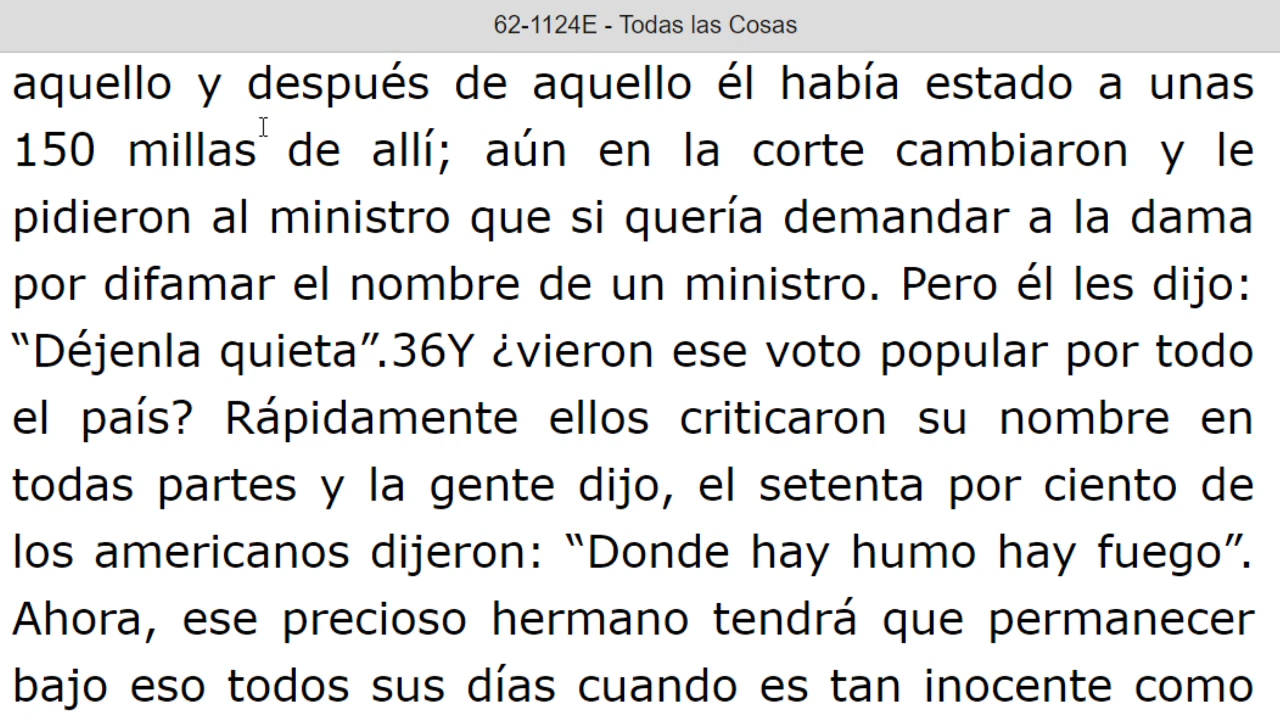 62-1124E - Todas las Cosas
aquello y después de aquello él había estado a unas
150 millas de allí; aún en la corte cambiaron y le
pidieron al ministro que si quería demandar a la dama
por difamar el nombre de un ministro. Pero él les dijo:
“Déjenla quieta”.36Y ¿vieron ese voto popular por todo
el país? Rápidamente ellos criticaron su nombre en
todas partes y la gente dijo, el setenta por ciento de
los americanos dijeron: “Donde hay humo hay fuego”.
Ahora, ese precioso hermano tendrá que permanecer
bajo eso todos sus días cuando es tan inocente como